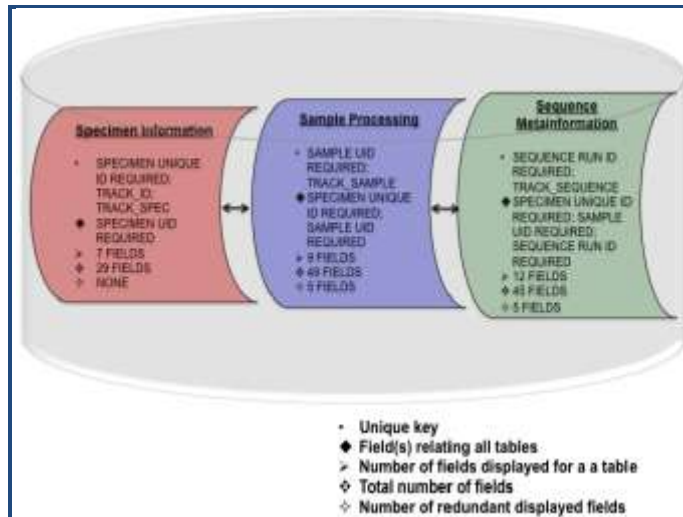 Specimen Information
• SPECIMEN UNIQUE
ID REQUIRED;
TRACK_ID;
TRACK_SPEC
◆ SPECIMEN UID
REQUIRED
➢ 7 FIELDS
❖ 29 FIELDS
✧ NONE
Sample Processing
• SAMPLE UID
REQUIRED;
TRACK_SAMPLE
◆ SPECIMEN UNIQUE
ID REQUIRED;
SAMPLE UID
REQUIRED
➢ 9 FIELDS
❖ 49 FIELDS
✧ 5 FIELDS
Sequence
Metainformation
• SEQUENCE RUN ID
REQUIRED;
TRACK_SEQUENCE
◆ SPECIMEN UNIQUE ID
REQUIRED; SAMPLE
UID REQUIRED;
SEQUENCE RUN ID
REQUIRED
➢ 12 FIELDS
❖ 45 FIELDS
✧ 5 FIELDS
• Unique key
◆ Field(s) relating all tables
➢ Number of fields displayed for a a table
❖ Total number of fields
✧ Number of redundant displayed fields